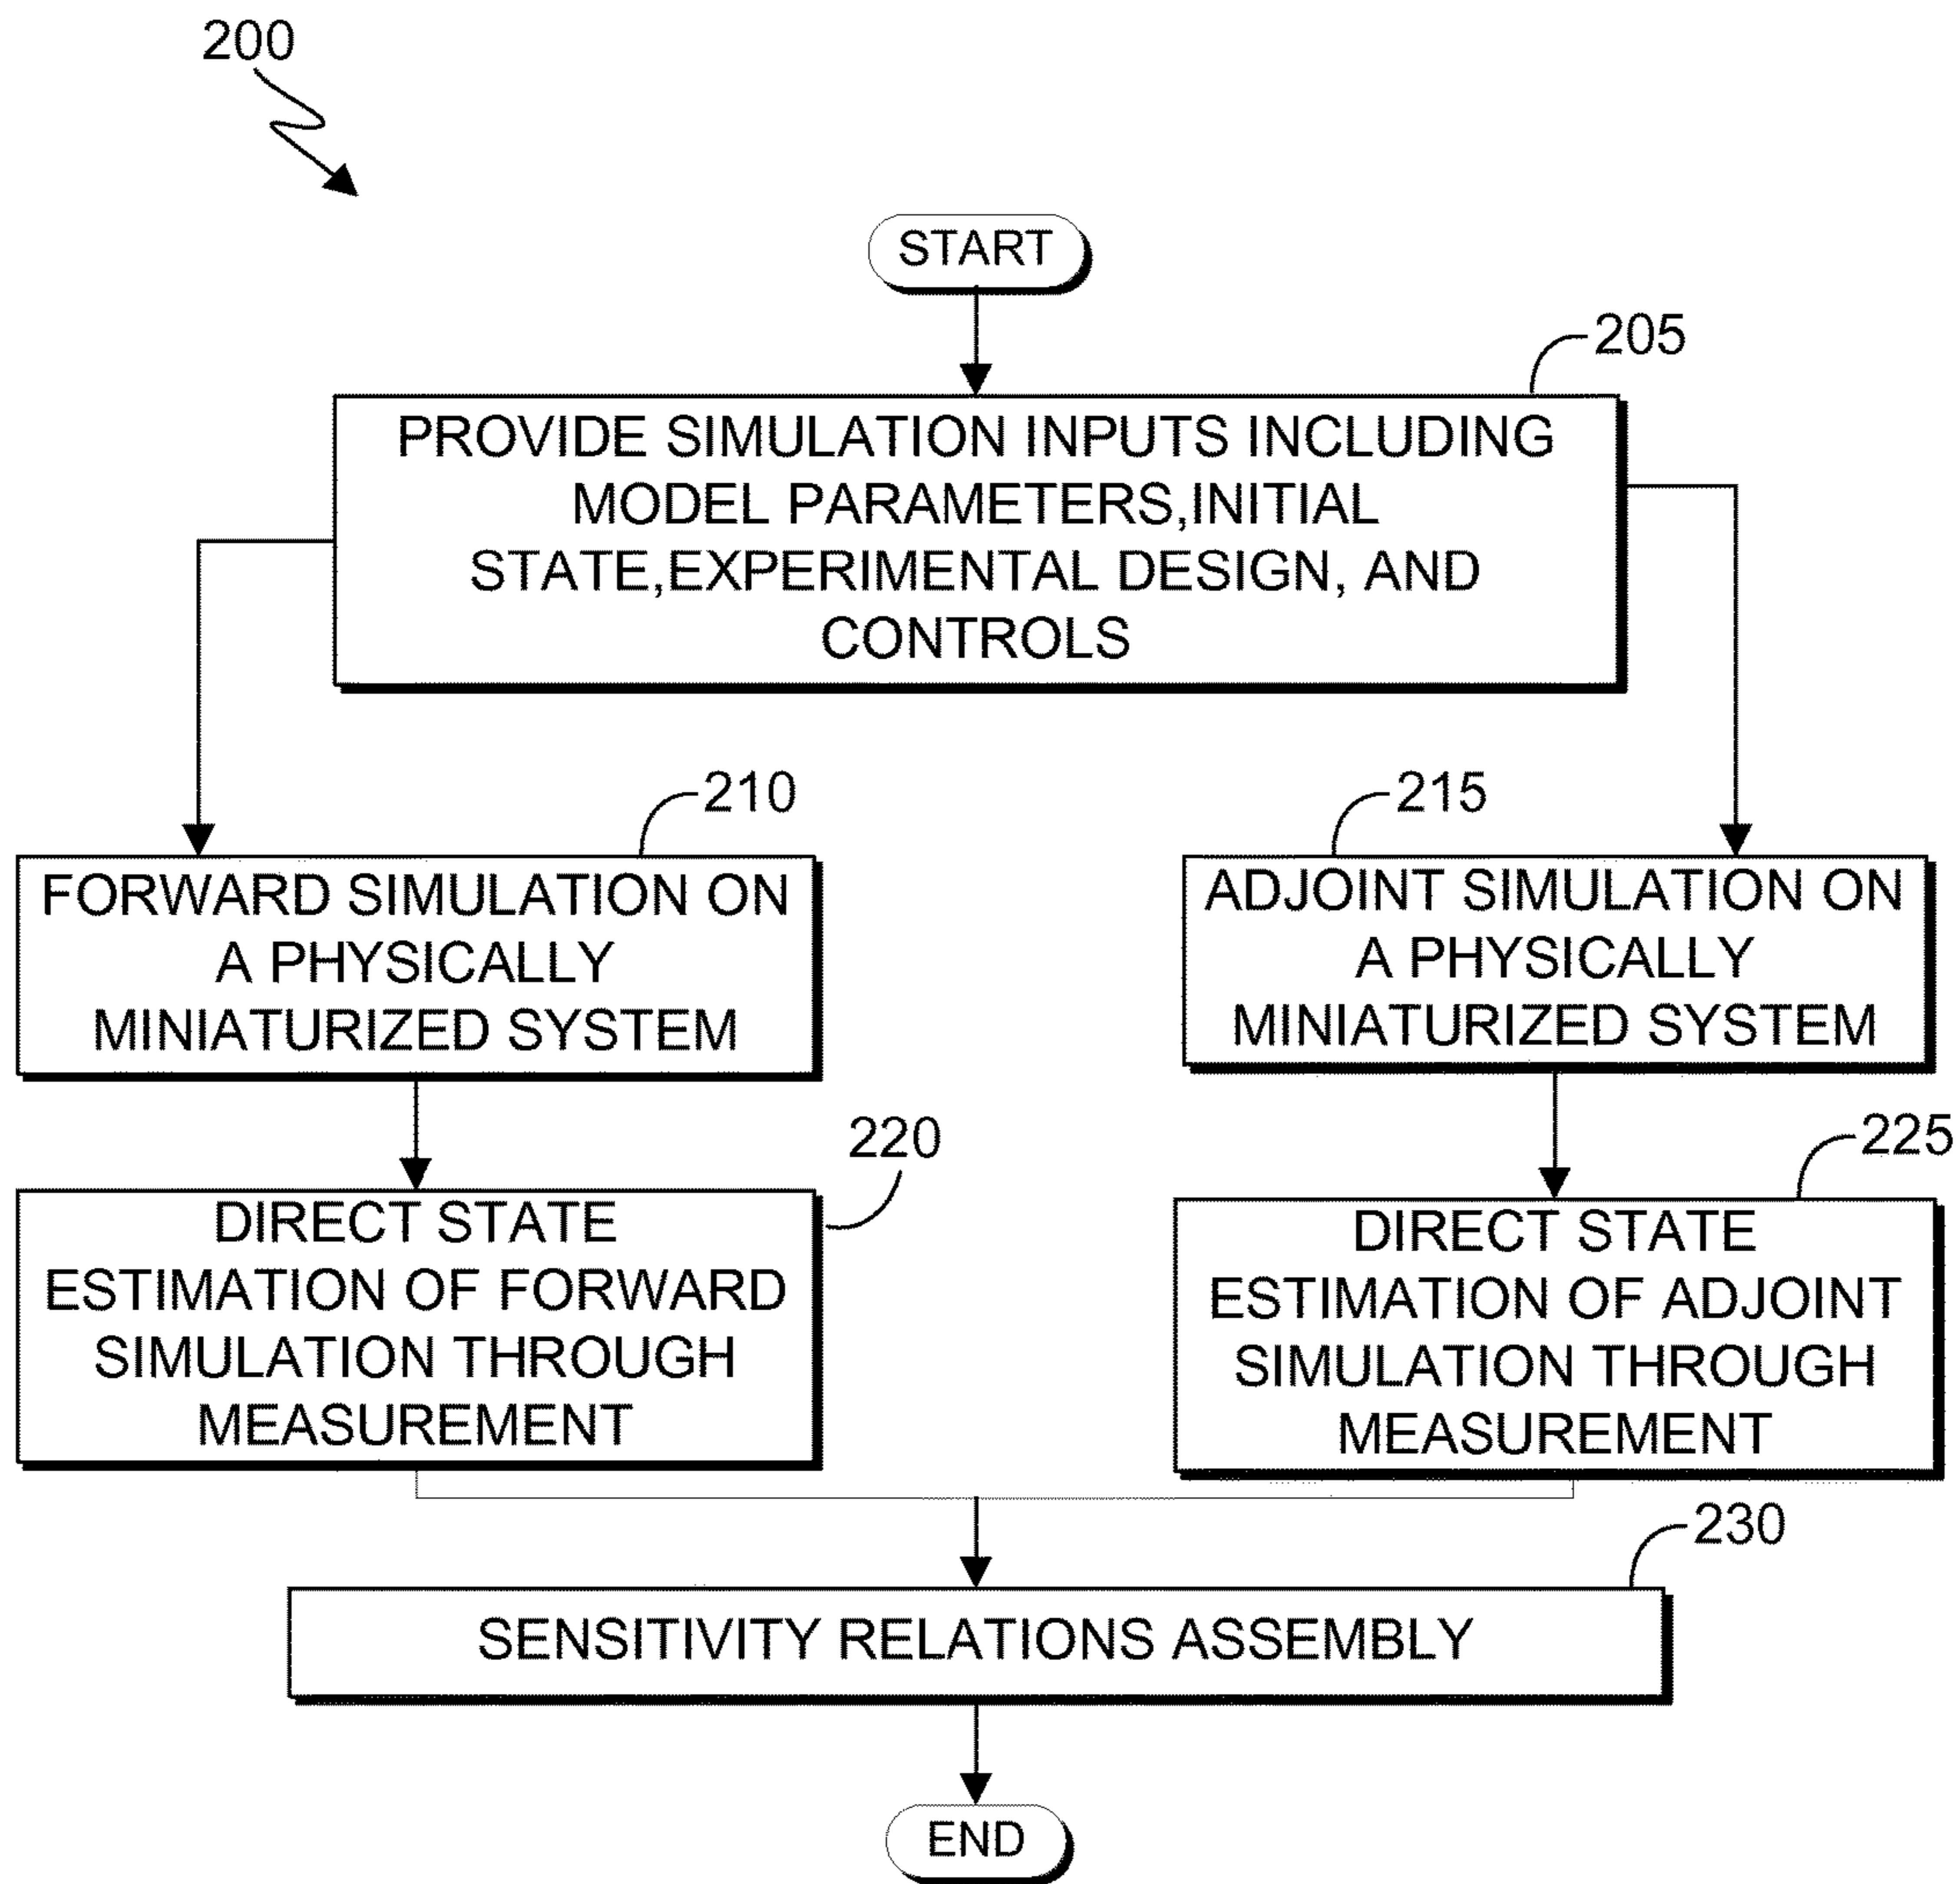 200
START
205
PROVIDE SIMULATION INPUTS INCLUDING
MODEL PARAMETERS,INITIAL
STATE,EXPERIMENTAL DESIGN, AND
CONTROLS
210
FORWARD SIMULATION ON
A PHYSICALLY
MINIATURIZED SYSTEM
215
ADJOINT SIMULATION ON
A PHYSICALLY
MINIATURIZED SYSTEM
220
DIRECT STATE
ESTIMATION OF FORWARD
SIMULATION THROUGH
MEASUREMENT
225
DIRECT STATE
ESTIMATION OF ADJOINT
SIMULATION THROUGH
MEASUREMENT
230
SENSITIVITY RELATIONS ASSEMBLY
END